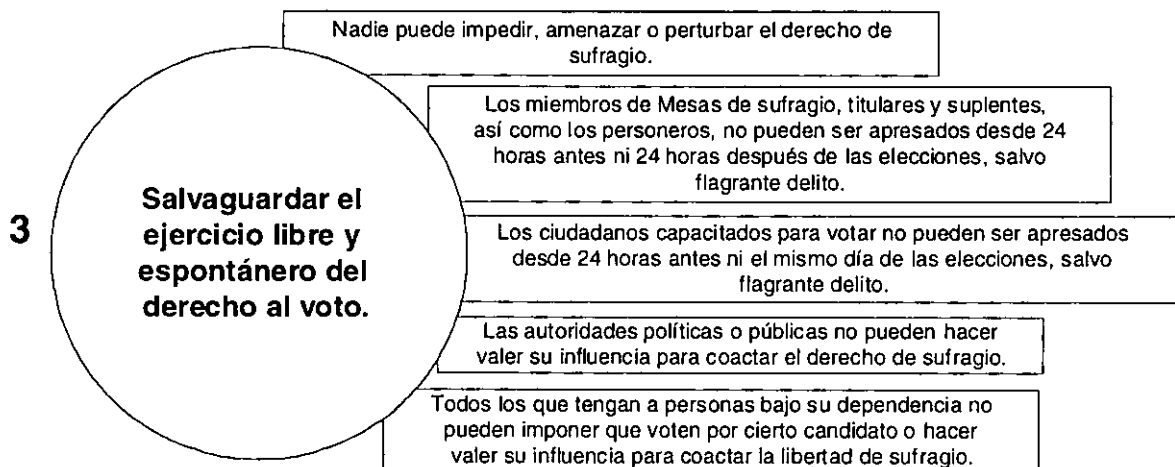 Nadie puede impedir, amenazar o perturbar el derecho de
sufragio.
Los miembros de Mesas de sufragio, titulares y suplentes,
así como los personeros, no pueden ser apresados desde 24
horas antes ni 24 horas después de las elecciones, salvo
flagrante delito.
3
Salvaguardar el
ejercicio libre y
espontánero del
derecho al voto.
Los ciudadanos capacitados para votar no pueden ser apresados
desde 24 horas antes ni el mismo día de las elecciones, salvo
flagrante delito.
Las autoridades políticas o públicas no pueden hacer
valer su influencia para coactar el derecho de sufragio.
Todos los que tengan a personas bajo su dependencia no
pueden imponer que voten por cierto candidato o hacer
valer su influencia para coactar la libertad de sufragio.